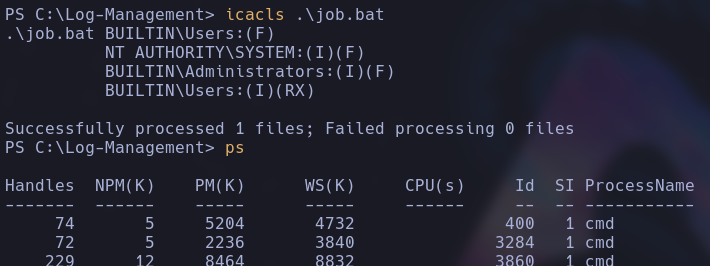 PS C:\Log-Management> icacls .\job.bat
.\job.bat BUILTIN\Users:(F)
          NT AUTHORITY\SYSTEM:(I)(F)
          BUILTIN\Administrators:(I)(F)
          BUILTIN\Users:(I)(RX)
Successfully processed 1 files; Failed processing 0 files
PS C:\Log-Management> ps
Handles  NPM(K)    PM(K)      WS(K)     CPU(s)     Id  SI ProcessName
-------  ------    -----      -----     ------     --  -- -----------
     74       5     5204       4732               400   1 cmd
     72       5     2236       3840              3284   1 cmd
    229      12     8464       8832              3860   1 cmd